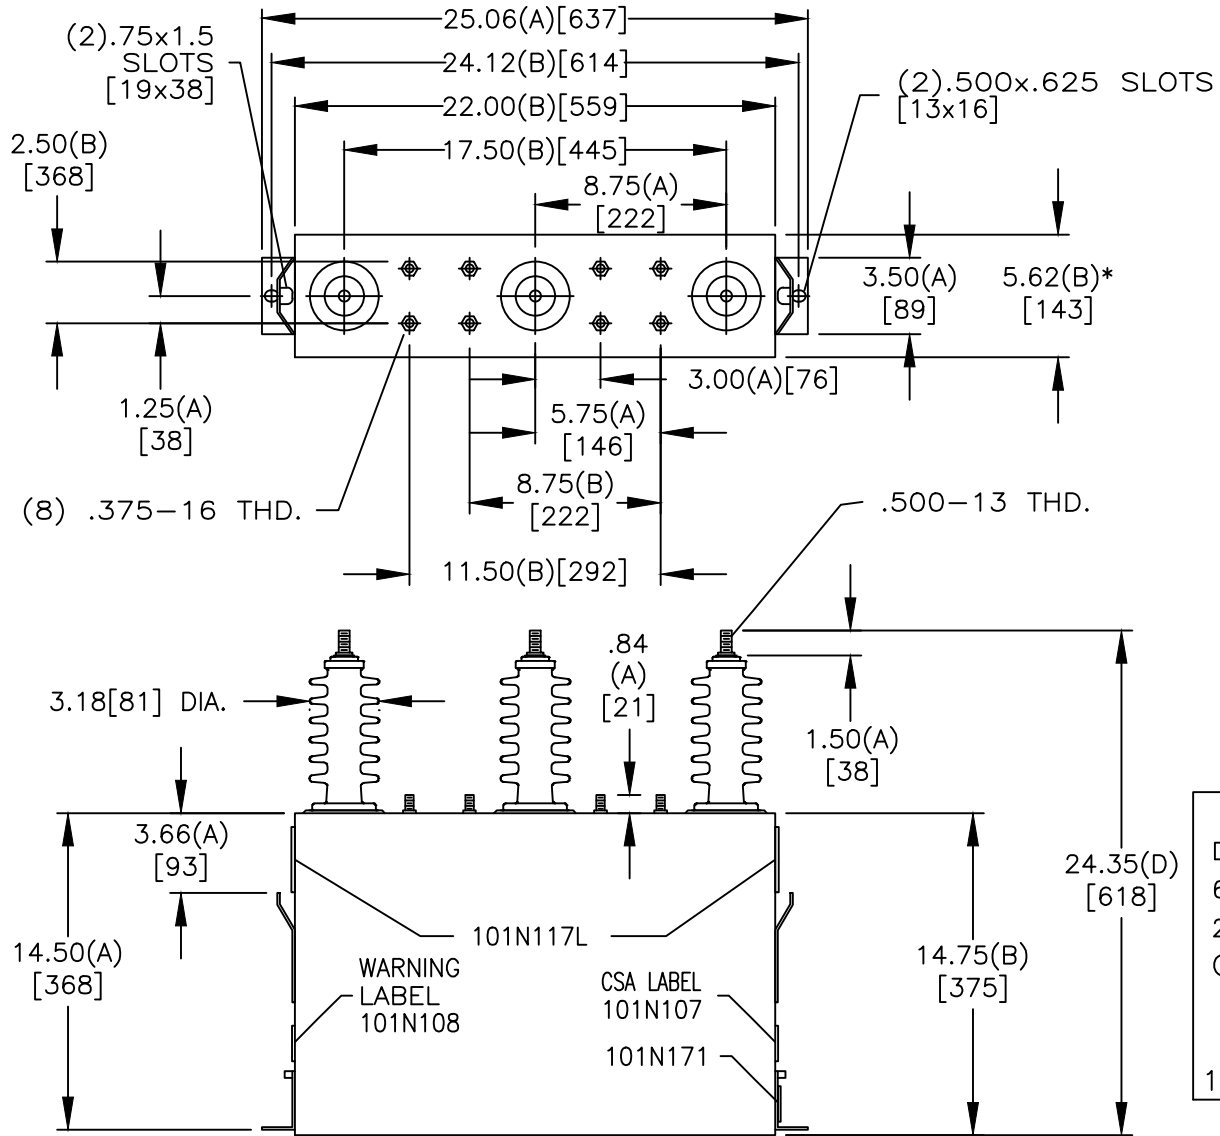 25.06(A)[637]
(2).75x1.5
SLOTS
[19x38]
24.12(B)[614]
(2).500x.625 SLOTS
[13x16]
22.00(B)[559]
2.50(B)
[368]
17.50(B)[445]
8.75(A)
[222]
3.50(A)
[89]
5.62(B)*
[143]
3.00(A)[76]
1.25(A)
[38]
5.75(A)
[146]
8.75(B)
[222]
(8) .375-16 THD.
.500-13 THD.
11.50(B)[292]
.84
(A)
[21]
3.18[81] DIA.
1.50(A)
[38]
3.66(A)
[93]
24.35(D)
[618]
101N117L
14.50(A)
[368]
14.75(B)
[375]
WARNING
LABEL
101N108
CSA LABEL
101N107
101N171
1